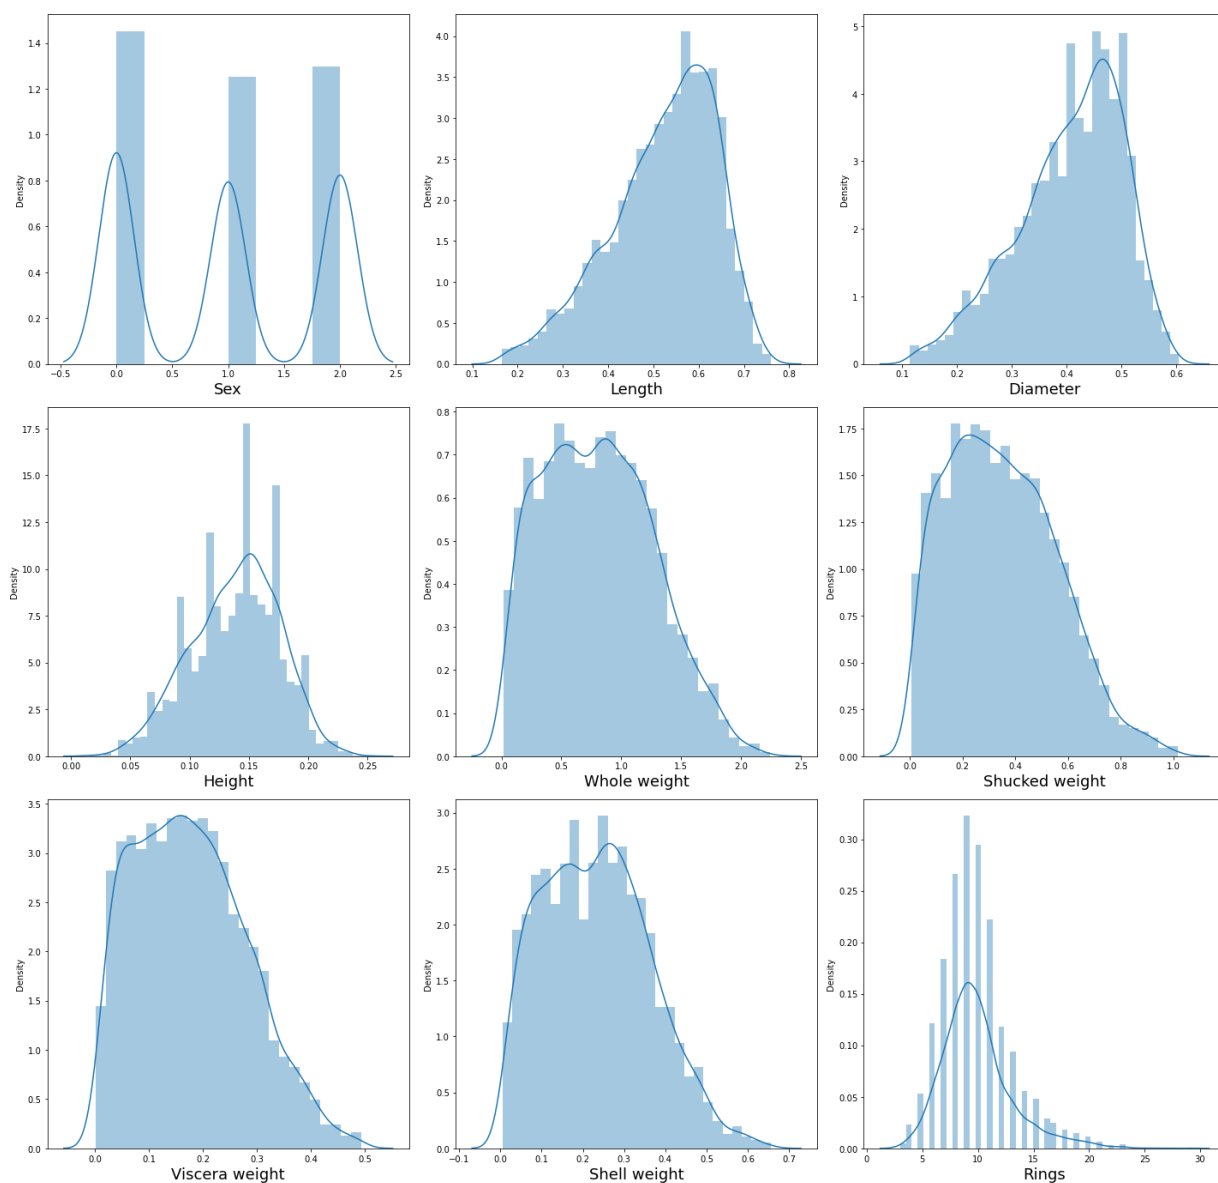 1.4
1.2
1.0
0.8
0.6
0.4
0.2
0.0
Density
−0.5 0.0 0.5 1.0 1.5 2.0 2.5
Sex
4.0
3.5
3.0
2.5
2.0
1.5
1.0
0.5
0.0
Density
0.1 0.2 0.3 0.4 0.5 0.6 0.7 0.8
Length
5
4
3
2
1
0
Density
0.1 0.2 0.3 0.4 0.5 0.6
Diameter
17.5
15.0
12.5
10.0
7.5
5.0
2.5
0.0
Density
0.00 0.05 0.10 0.15 0.20 0.25
Height
0.8
0.7
0.6
0.5
0.4
0.3
0.2
0.1
0.0
Density
0.0 0.5 1.0 1.5 2.0 2.5
Whole weight
1.75
1.50
1.25
1.00
0.75
0.50
0.25
0.00
Density
0.0 0.2 0.4 0.6 0.8 1.0
Shucked weight
3.5
3.0
2.5
2.0
1.5
1.0
0.5
0.0
Density
0.0 0.1 0.2 0.3 0.4 0.5
Viscera weight
3.0
2.5
2.0
1.5
1.0
0.5
0.0
Density
−0.1 0.0 0.1 0.2 0.3 0.4 0.5 0.6 0.7
Shell weight
0.30
0.25
0.20
0.15
0.10
0.05
0.00
Density
0 5 10 15 20 25 30
Rings